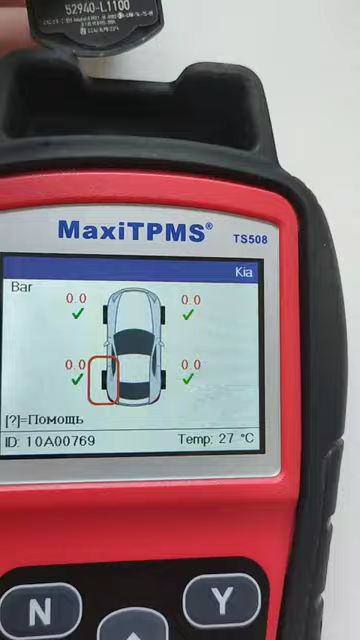 52940-L1100
MaxiTPMS®
TS508
Kia
Bar
0.0 0.0
0.0 0.0
[?]=Помощь
ID: 10A00769 Temp: 27 °C
N Y